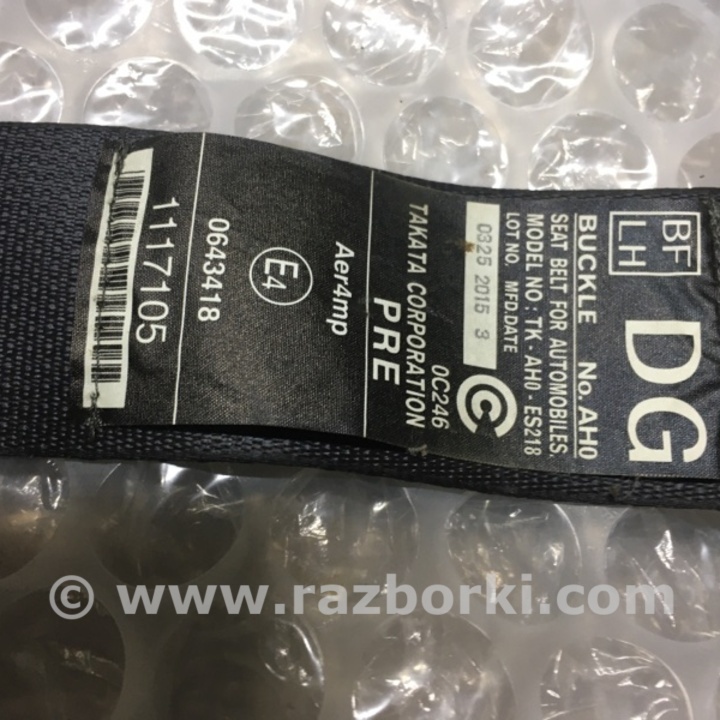 BF
LH
DG
BUCKLE No. AH0
SEAT BELT FOR AUTOMOBILES
MODEL NO : TK - AH0 - ES218
LOT NO. MFD.DATE
0325 2015 3
C
0C246
TAKATA CORPORATION
PRE
Aer4mp
E4
0643418
1117105
© www.razborki.com